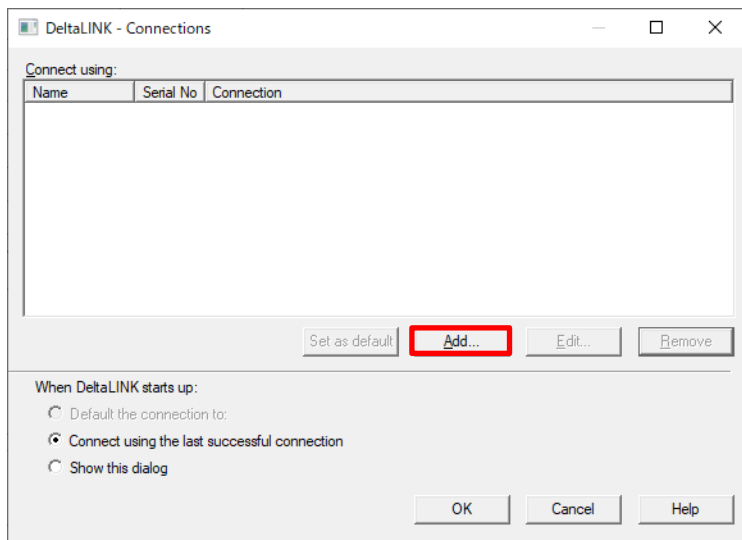 DeltaLINK - Connections
Connect using:
Name Serial No Connection
Set as default Add... Edit... Remove
When DeltaLINK starts up:
Default the connection to:
Connect using the last successful connection
Show this dialog
OK Cancel Help